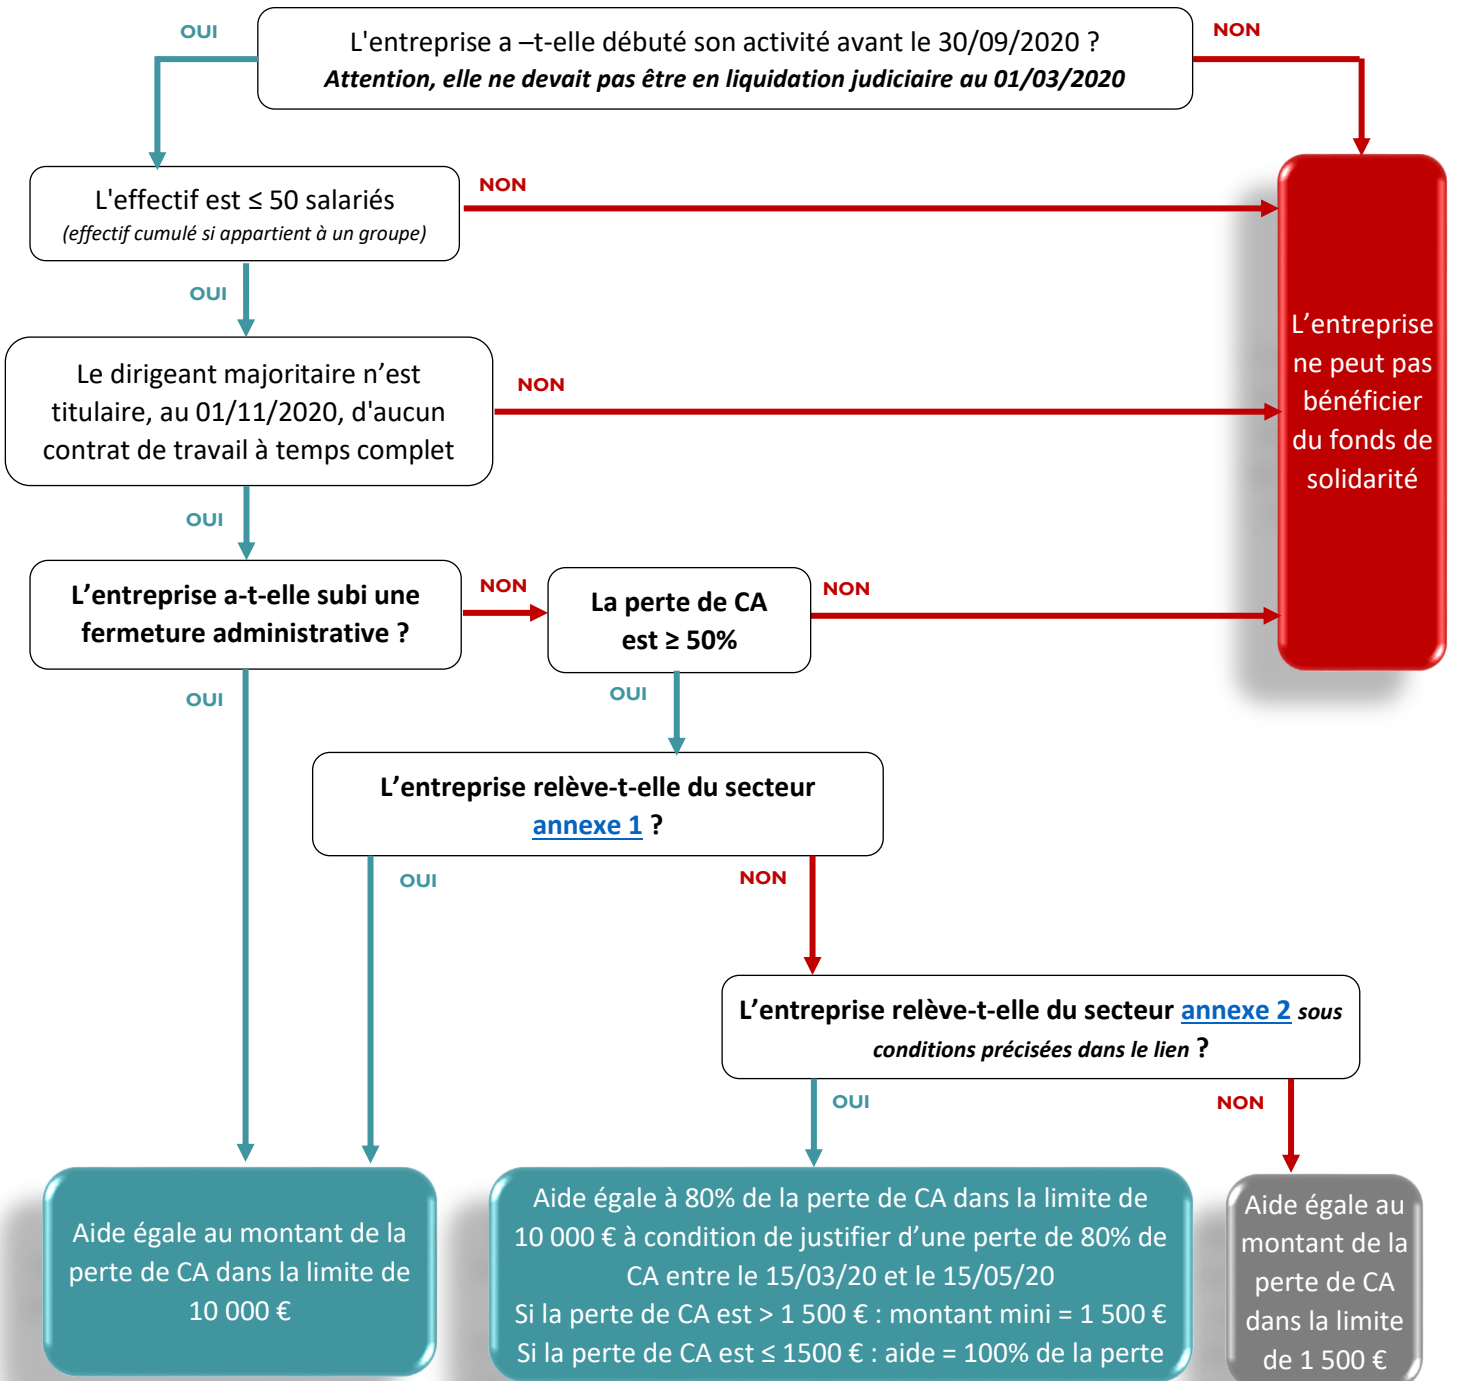 OUI
L'entreprise a –t-elle débuté son activité avant le 30/09/2020 ?
Attention, elle ne devait pas être en liquidation judiciaire au 01/03/2020
NON
L'effectif est ≤ 50 salariés
(effectif cumulé si appartient à un groupe)
NON
OUI
Le dirigeant majoritaire n’est
titulaire, au 01/11/2020, d'aucun
contrat de travail à temps complet
NON
L’entreprise
ne peut pas
bénéficier
du fonds de
solidarité
OUI
L’entreprise a-t-elle subi une
fermeture administrative ?
NON
La perte de CA
est ≥ 50%
NON
OUI
OUI
L’entreprise relève-t-elle du secteur
annexe 1 ?
OUI
NON
L’entreprise relève-t-elle du secteur annexe 2 sous
conditions précisées dans le lien ?
OUI
NON
Aide égale au montant de la
perte de CA dans la limite de
10 000 €
Aide égale à 80% de la perte de CA dans la limite de
10 000 € à condition de justifier d’une perte de 80% de
CA entre le 15/03/20 et le 15/05/20
Si la perte de CA est > 1 500 € : montant mini = 1 500 €
Si la perte de CA est ≤ 1500 € : aide = 100% de la perte
Aide égale au
montant de la
perte de CA
dans la limite
de 1 500 €